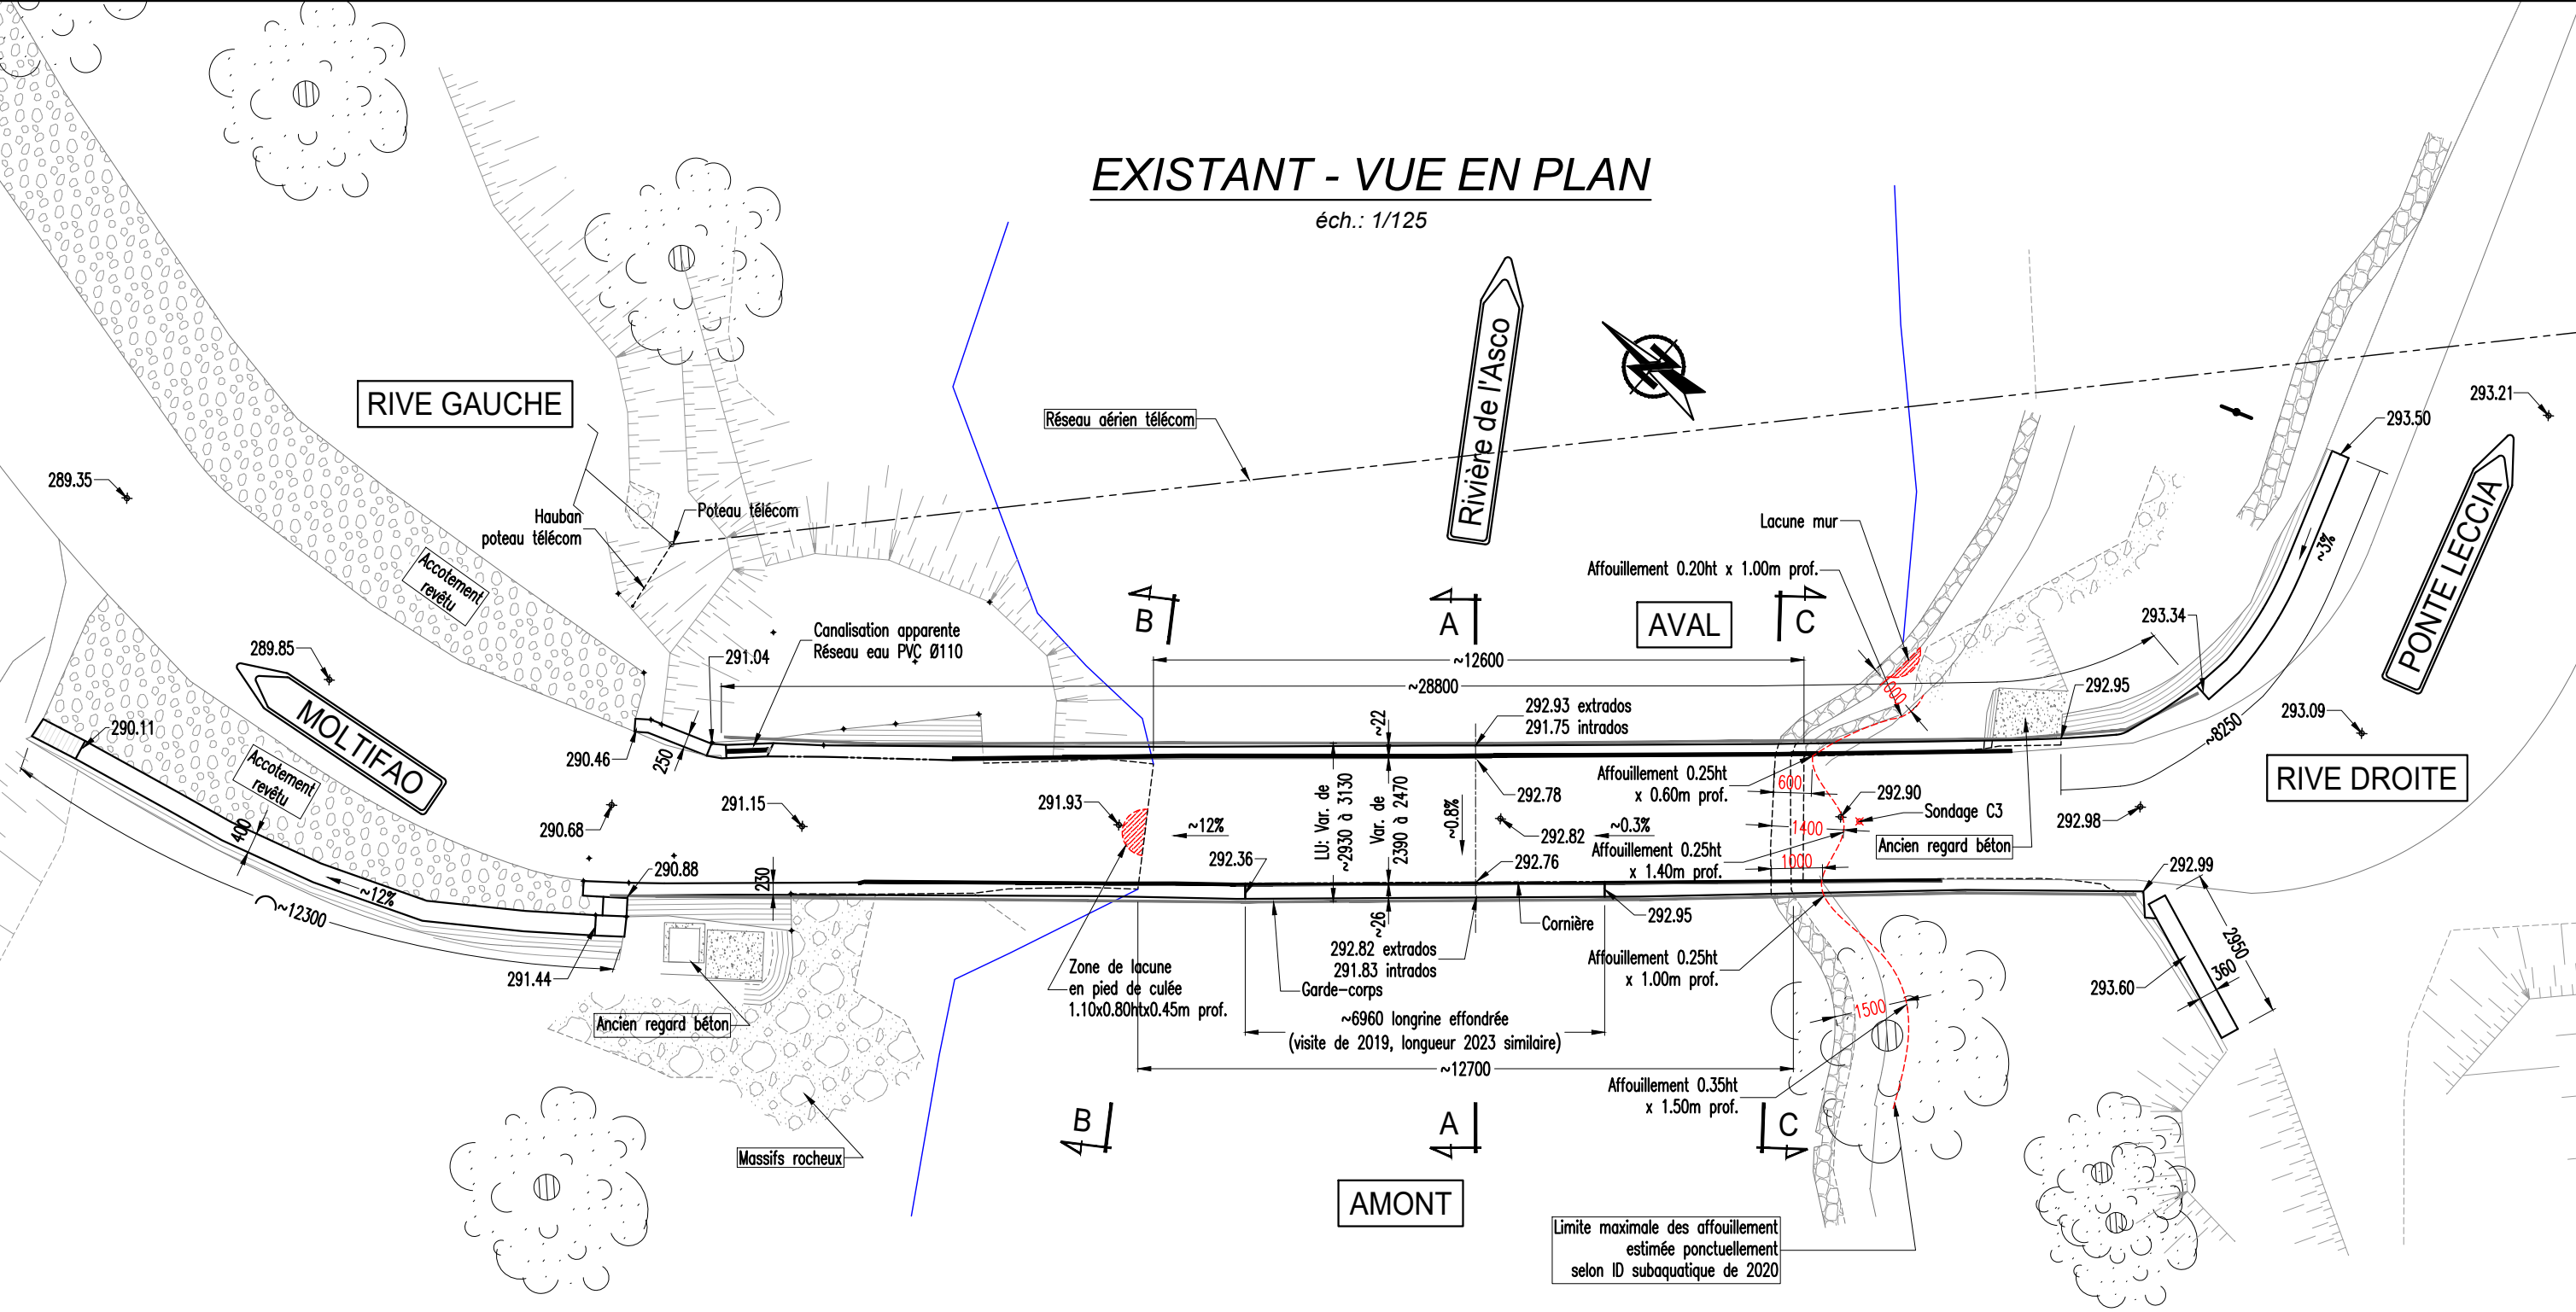 EXISTANT - VUE EN PLAN
éch.: 1/125
RIVE GAUCHE
Réseau aérien télécom
Rivière de l'Asco
293.21
293.50
289.35
Hauban
poteau télécom
Poteau télécom
Lacune mur
~3%
PONTE LECCIA
Accotement
revêtu
Affouillement 0.20ht x 1.00m prof.
B
A
AVAL
C
293.34
Canalisation apparente
Réseau eau PVC Ø110
289.85
291.04
~12600
~28800
292.95
MOLTIFAO
290.11
290.46
250
~22
292.93 extrados
291.75 intrados
293.09
~8250
RIVE DROITE
Accotement
revêtu
Affouillement 0.25ht
x 0.60m prof.
600
LU: Var. de
~2930 à 3130
Var. de
2390 à 2470
~0.8%
292.78
292.90
Sondage C3
291.15
291.93
290.68
400
~12%
292.82
~0.3%
1400
292.98
Ancien regard béton
Affouillement 0.25ht
x 1.40m prof.
1000
292.36
292.76
292.99
290.88
230
~12%
~12300
~26
292.95
Cornière
292.82 extrados
291.83 intrados
2950
360
Affouillement 0.25ht
x 1.00m prof.
291.44
Zone de lacune
en pied de culée
1.10x0.80htx0.45m prof.
Garde-corps
293.60
1500
Ancien regard béton
~6960 longrine effondrée
(visite de 2019, longueur 2023 similaire)
~12700
Affouillement 0.35ht
x 1.50m prof.
B
A
C
Massifs rocheux
AMONT
Limite maximale des affouillement
estimée ponctuellement
selon ID subaquatique de 2020